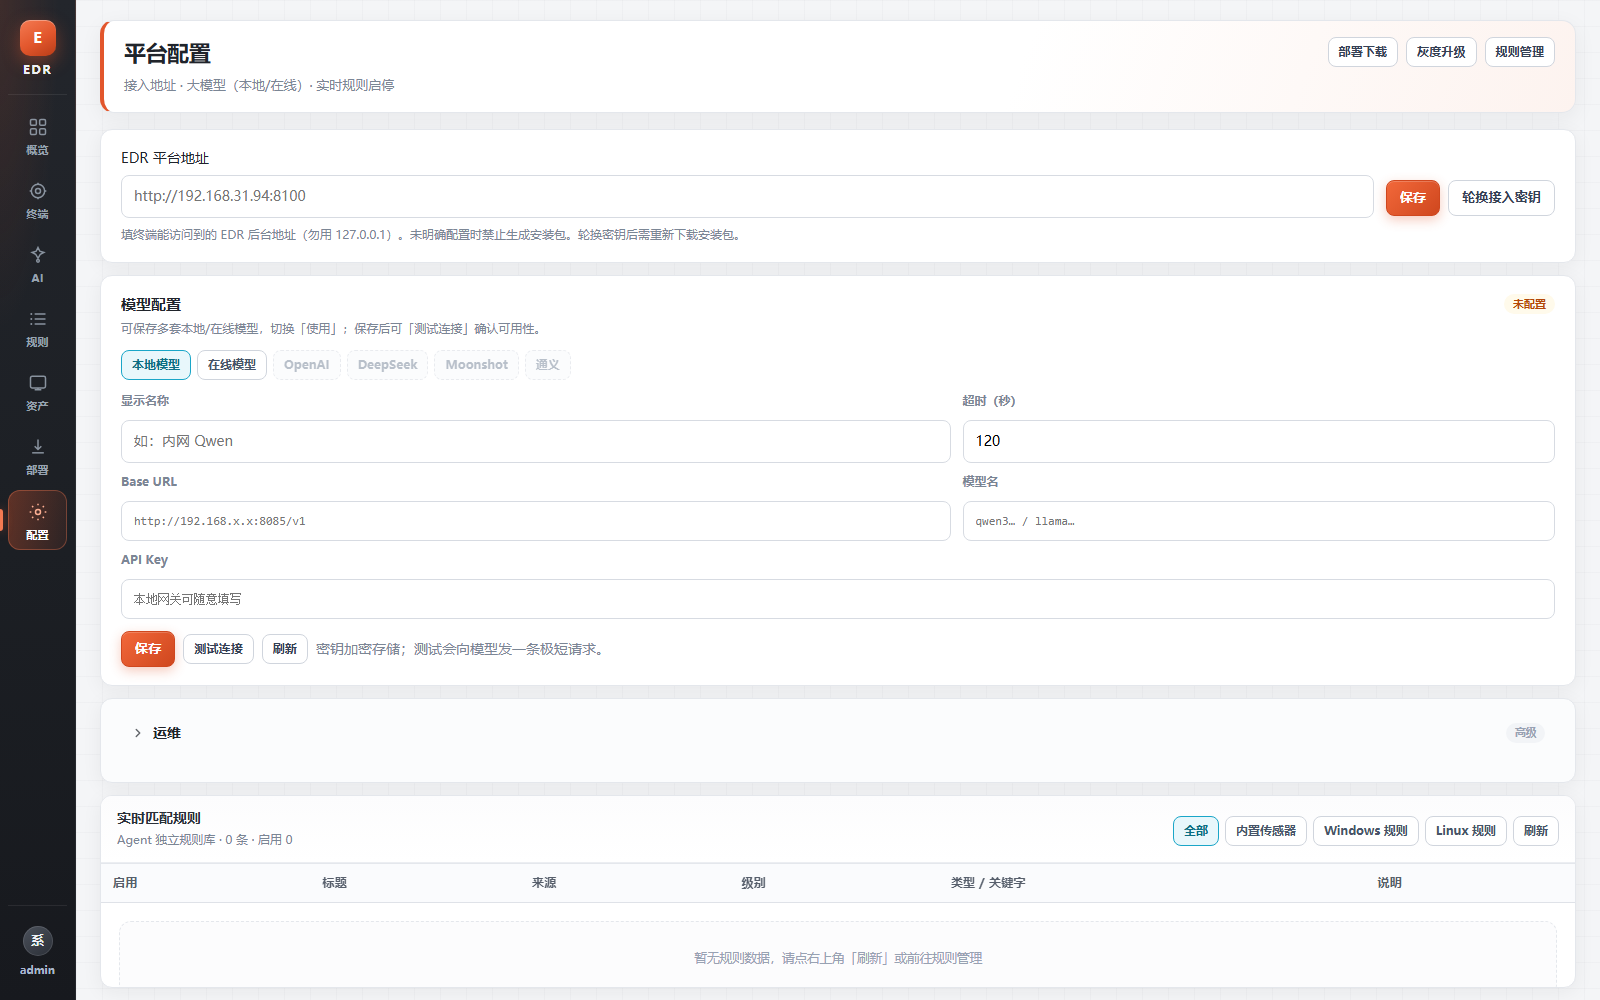 E
EDR
概览
终端
AI
规则
资产
部署
配置
系
admin
平台配置
接入地址 · 大模型（本地/在线）· 实时规则启停
部署下载
灰度升级
规则管理
EDR 平台地址
http://192.168.31.94:8100
保存
轮换接入密钥
填终端能访问到的 EDR 后台地址（勿用 127.0.0.1）。未明确配置时禁止生成安装包。轮换密钥后需重新下载安装包。
模型配置
未配置
可保存多套本地/在线模型，切换「使用」；保存后可「测试连接」确认可用性。
本地模型
在线模型
OpenAI
DeepSeek
Moonshot
通义
显示名称
超时（秒）
如：内网 Qwen
120
Base URL
模型名
http://192.168.x.x:8085/v1
qwen3… / llama…
API Key
本地网关可随意填写
保存
测试连接
刷新
密钥加密存储；测试会向模型发一条极短请求。
运维
高级
实时匹配规则
Agent 独立规则库 · 0 条 · 启用 0
全部
内置传感器
Windows 规则
Linux 规则
刷新
启用
标题
来源
级别
类型 / 关键字
说明
暂无规则数据，请点右上角「刷新」或前往规则管理